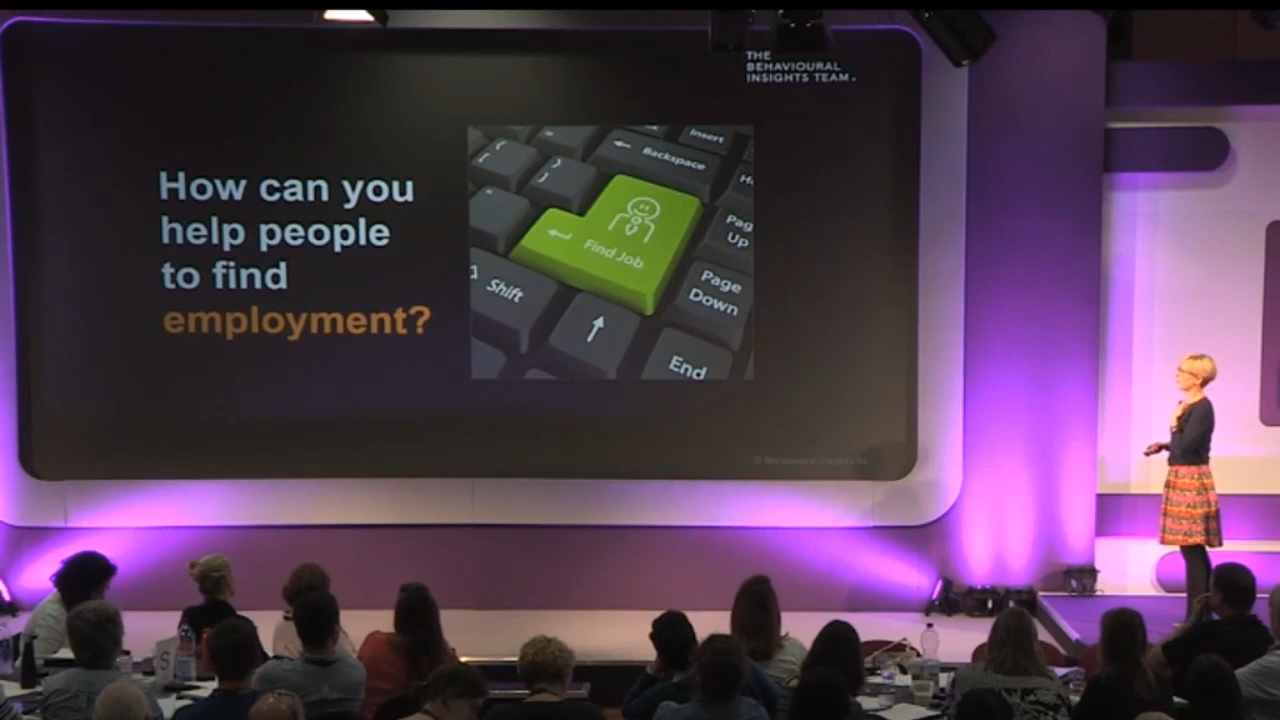 THE
BEHAVIOURAL
INSIGHTS TEAM.
How can you
help people
to find
employment?
Insert
Backspace
{
[
}
]
"
Page
Up
Find Job
Page
Down
Shift
End